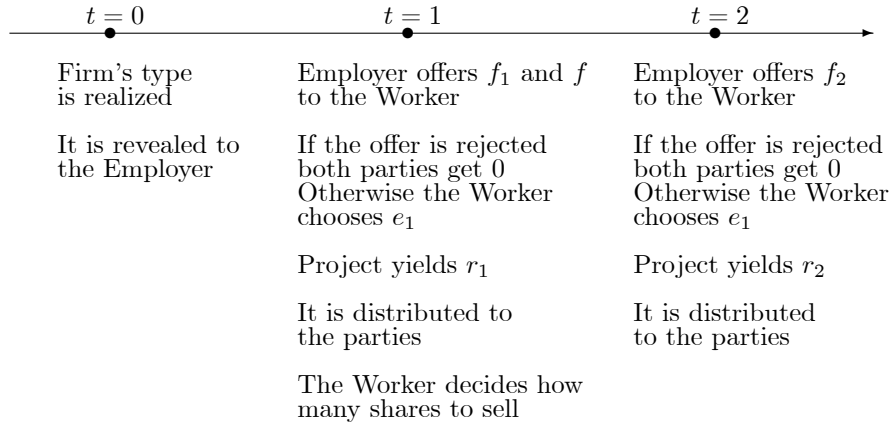 t = 0
t = 1
t = 2
Firm's type
is realized
It is revealed to
the Employer
Employer offers f₁ and f
to the Worker
If the offer is rejected
both parties get 0
Otherwise the Worker
chooses e₁
Project yields r₁
It is distributed to
the parties
The Worker decides how
many shares to sell
Employer offers f₂
to the Worker
If the offer is rejected
both parties get 0
Otherwise the Worker
chooses e₁
Project yields r₂
It is distributed
to the parties